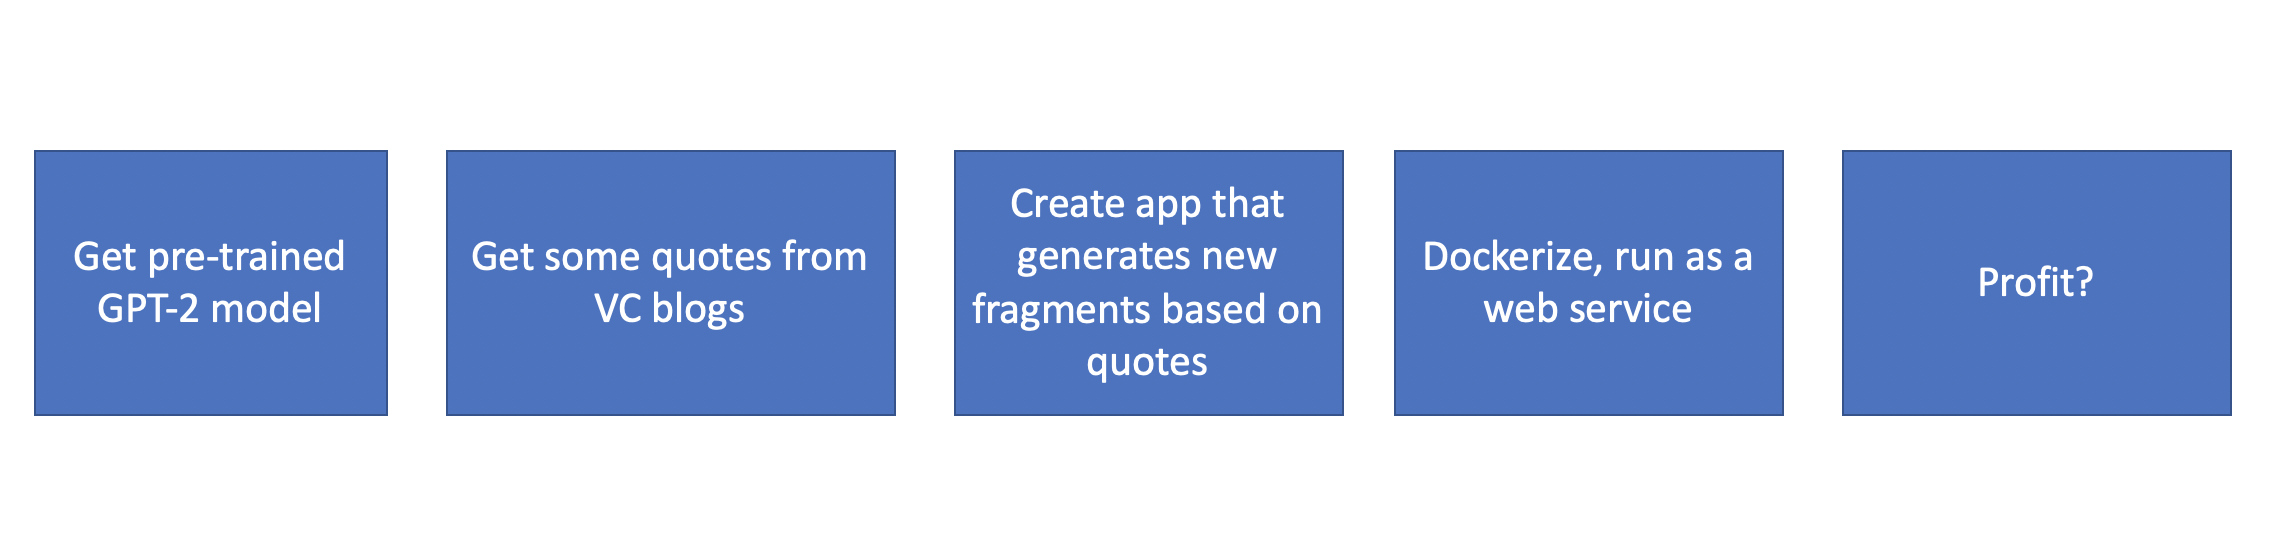 Get pre-trained
GPT-2 model
Get some quotes from
VC blogs
Create app that
generates new
fragments based on
quotes
Dockerize, run as a
web service
Profit?